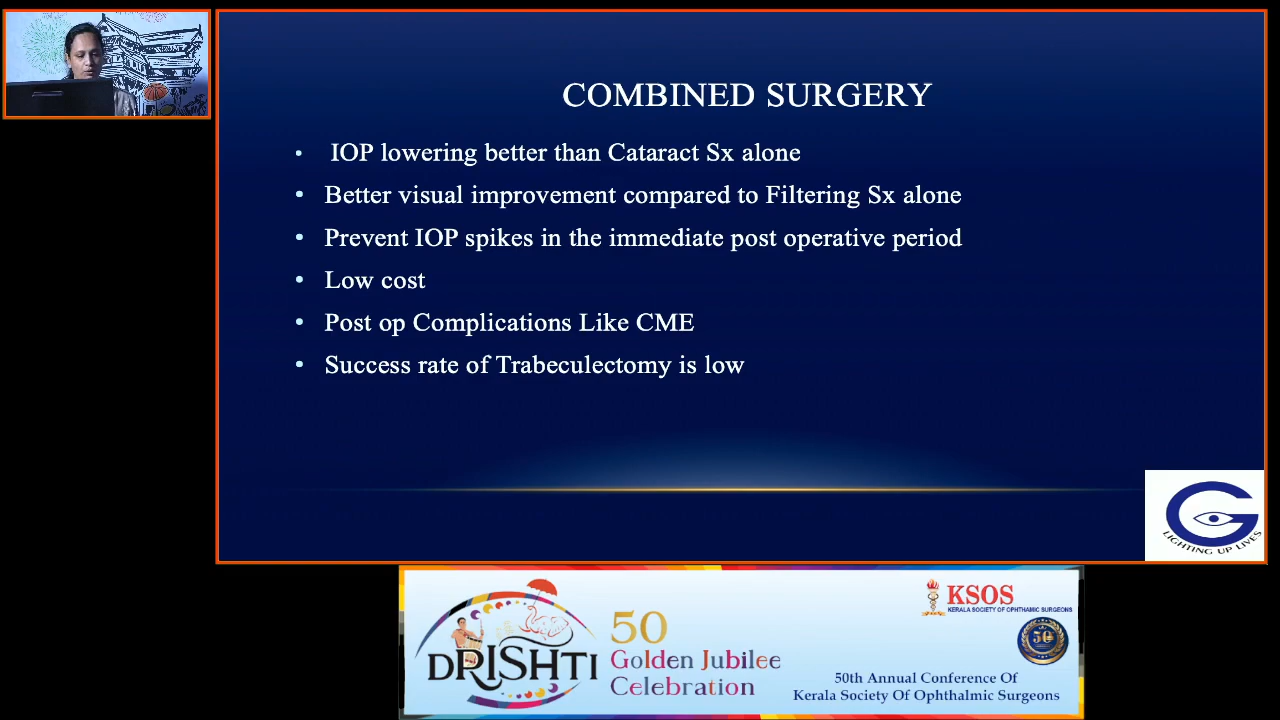 COMBINED SURGERY
• IOP lowering better than Cataract Sx alone
• Better visual improvement compared to Filtering Sx alone
• Prevent IOP spikes in the immediate post operative period
• Low cost
• Post op Complications Like CME
• Success rate of Trabeculectomy is low
LIGHTING UP LIVES
DRISHTI
50
Golden Jubilee
Celebration
KSOS
KERALA SOCIETY OF OPHTHAMIC SURGEONS
50
50th Annual Conference Of
Kerala Society Of Ophthalmic Surgeons